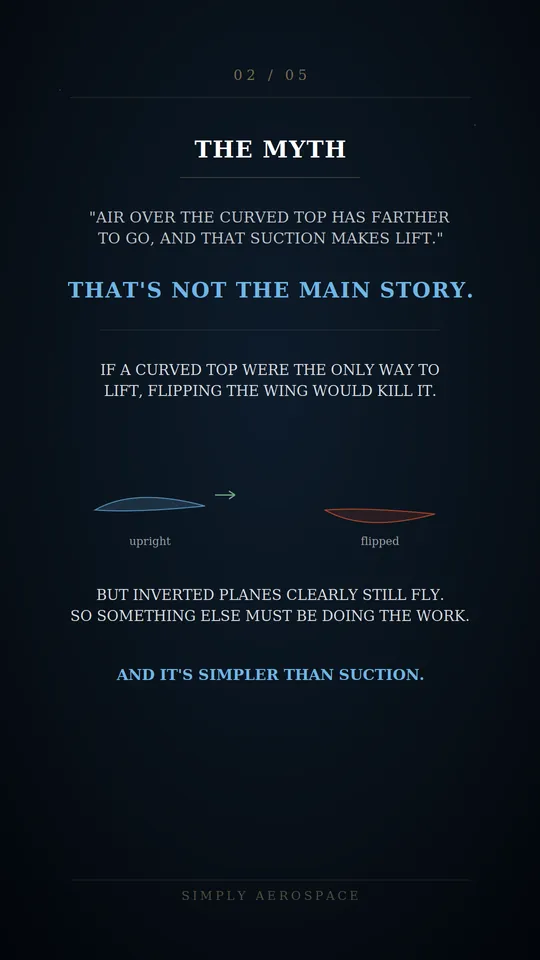 02 / 05
THE MYTH
"AIR OVER THE CURVED TOP HAS FARTHER
TO GO, AND THAT SUCTION MAKES LIFT."
THAT'S NOT THE MAIN STORY.
IF A CURVED TOP WERE THE ONLY WAY TO
LIFT, FLIPPING THE WING WOULD KILL IT.
upright
flipped
BUT INVERTED PLANES CLEARLY STILL FLY.
SO SOMETHING ELSE MUST BE DOING THE WORK.
AND IT'S SIMPLER THAN SUCTION.
SIMPLY AEROSPACE